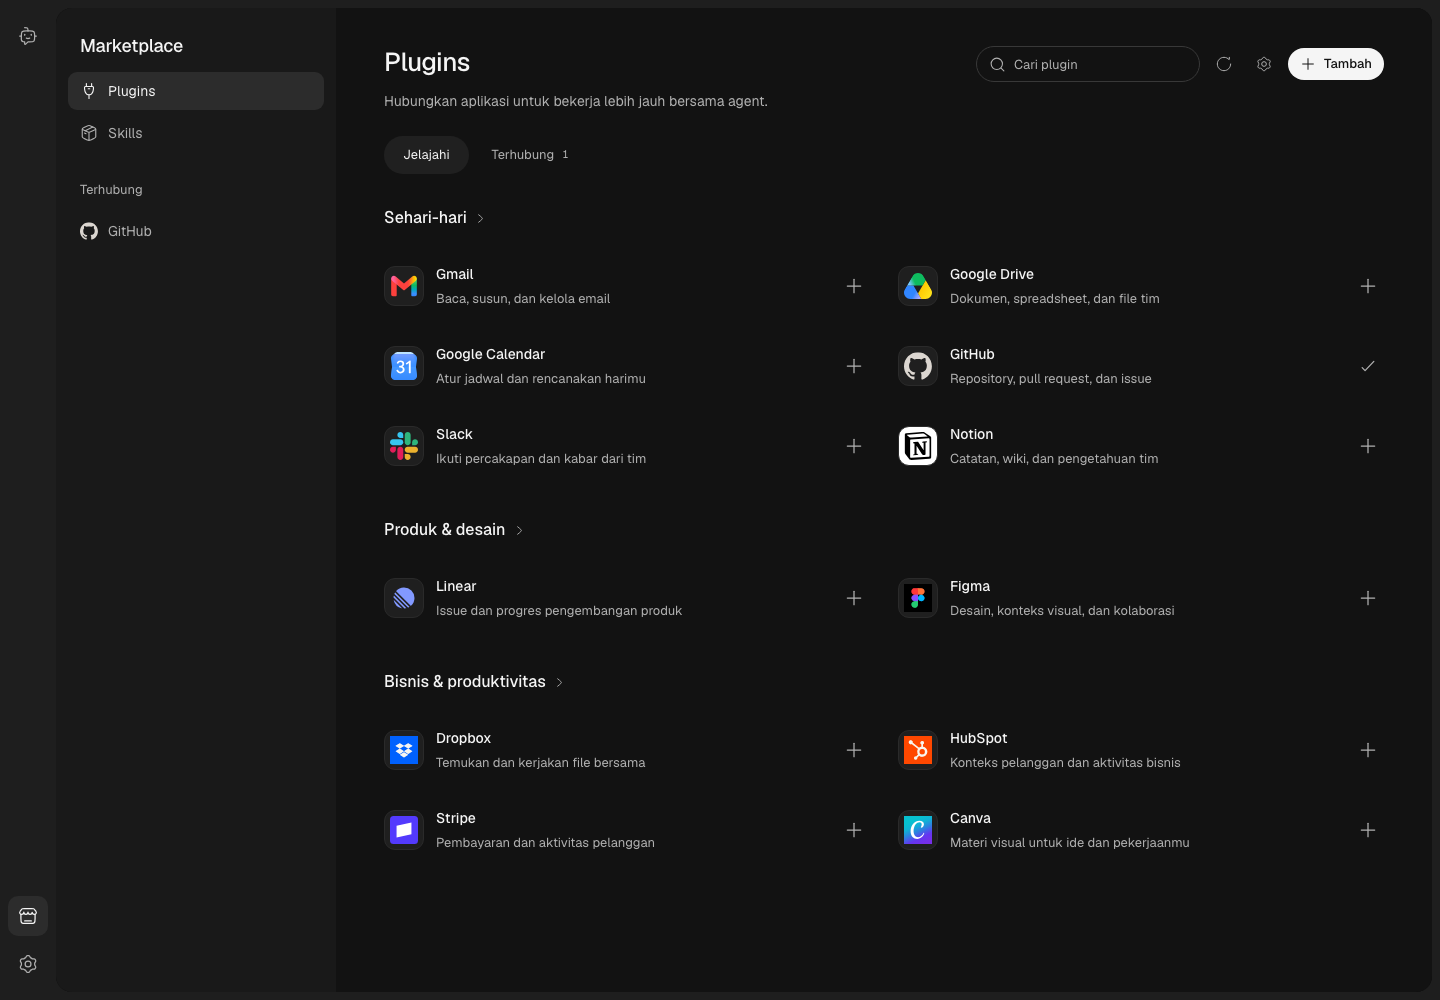 Marketplace
Plugins
Skills
Terhubung
GitHub
Plugins
Cari plugin
Tambah
Hubungkan aplikasi untuk bekerja lebih jauh bersama agent.
Jelajahi
Terhubung 1
Sehari-hari
Gmail
Baca, susun, dan kelola email
Google Drive
Dokumen, spreadsheet, dan file tim
31
Google Calendar
Atur jadwal dan rencanakan harimu
GitHub
Repository, pull request, dan issue
Slack
Ikuti percakapan dan kabar dari tim
Notion
Catatan, wiki, dan pengetahuan tim
Produk & desain
Linear
Issue dan progres pengembangan produk
Figma
Desain, konteks visual, dan kolaborasi
Bisnis & produktivitas
Dropbox
Temukan dan kerjakan file bersama
HubSpot
Konteks pelanggan dan aktivitas bisnis
Stripe
Pembayaran dan aktivitas pelanggan
Canva
Materi visual untuk ide dan pekerjaanmu